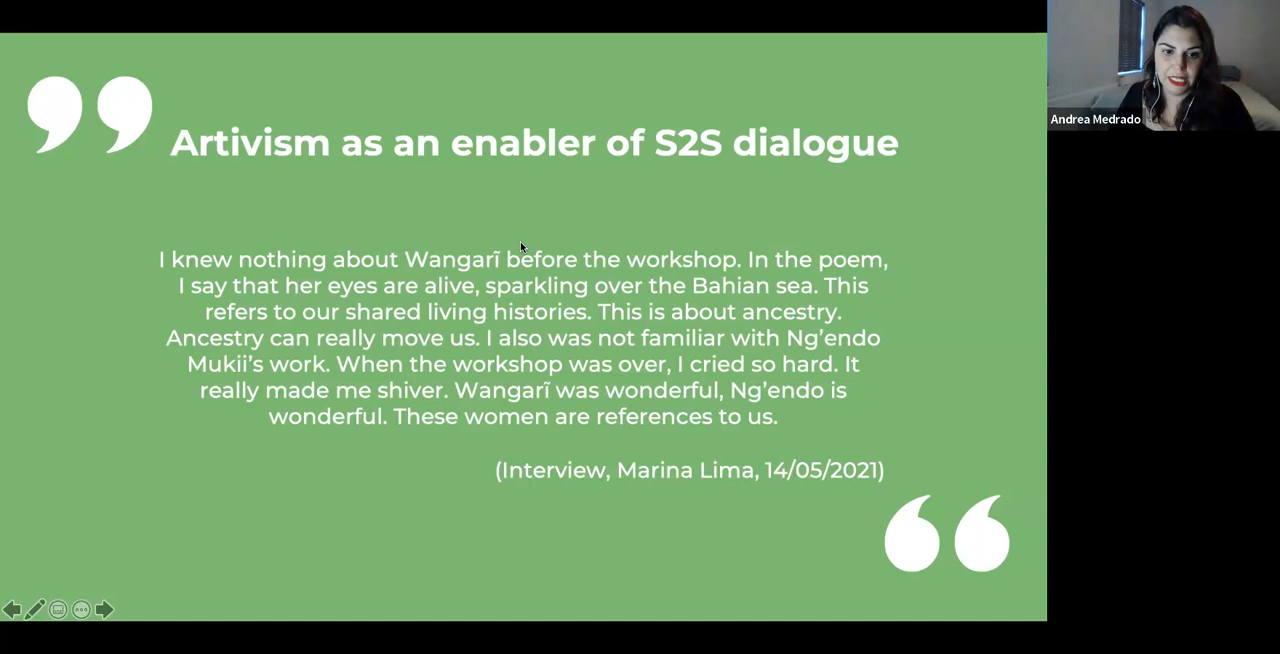 Artivism as an enabler of S2S dialogue
I knew nothing about Wangarĩ before the workshop. In the poem,
I say that her eyes are alive, sparkling over the Bahian sea. This
refers to our shared living histories. This is about ancestry.
Ancestry can really move us. I also was not familiar with Ng’endo
Mukii’s work. When the workshop was over, I cried so hard. It
really made me shiver. Wangarĩ was wonderful, Ng’endo is
wonderful. These women are references to us.
(Interview, Marina Lima, 14/05/2021)
Andrea Medrado